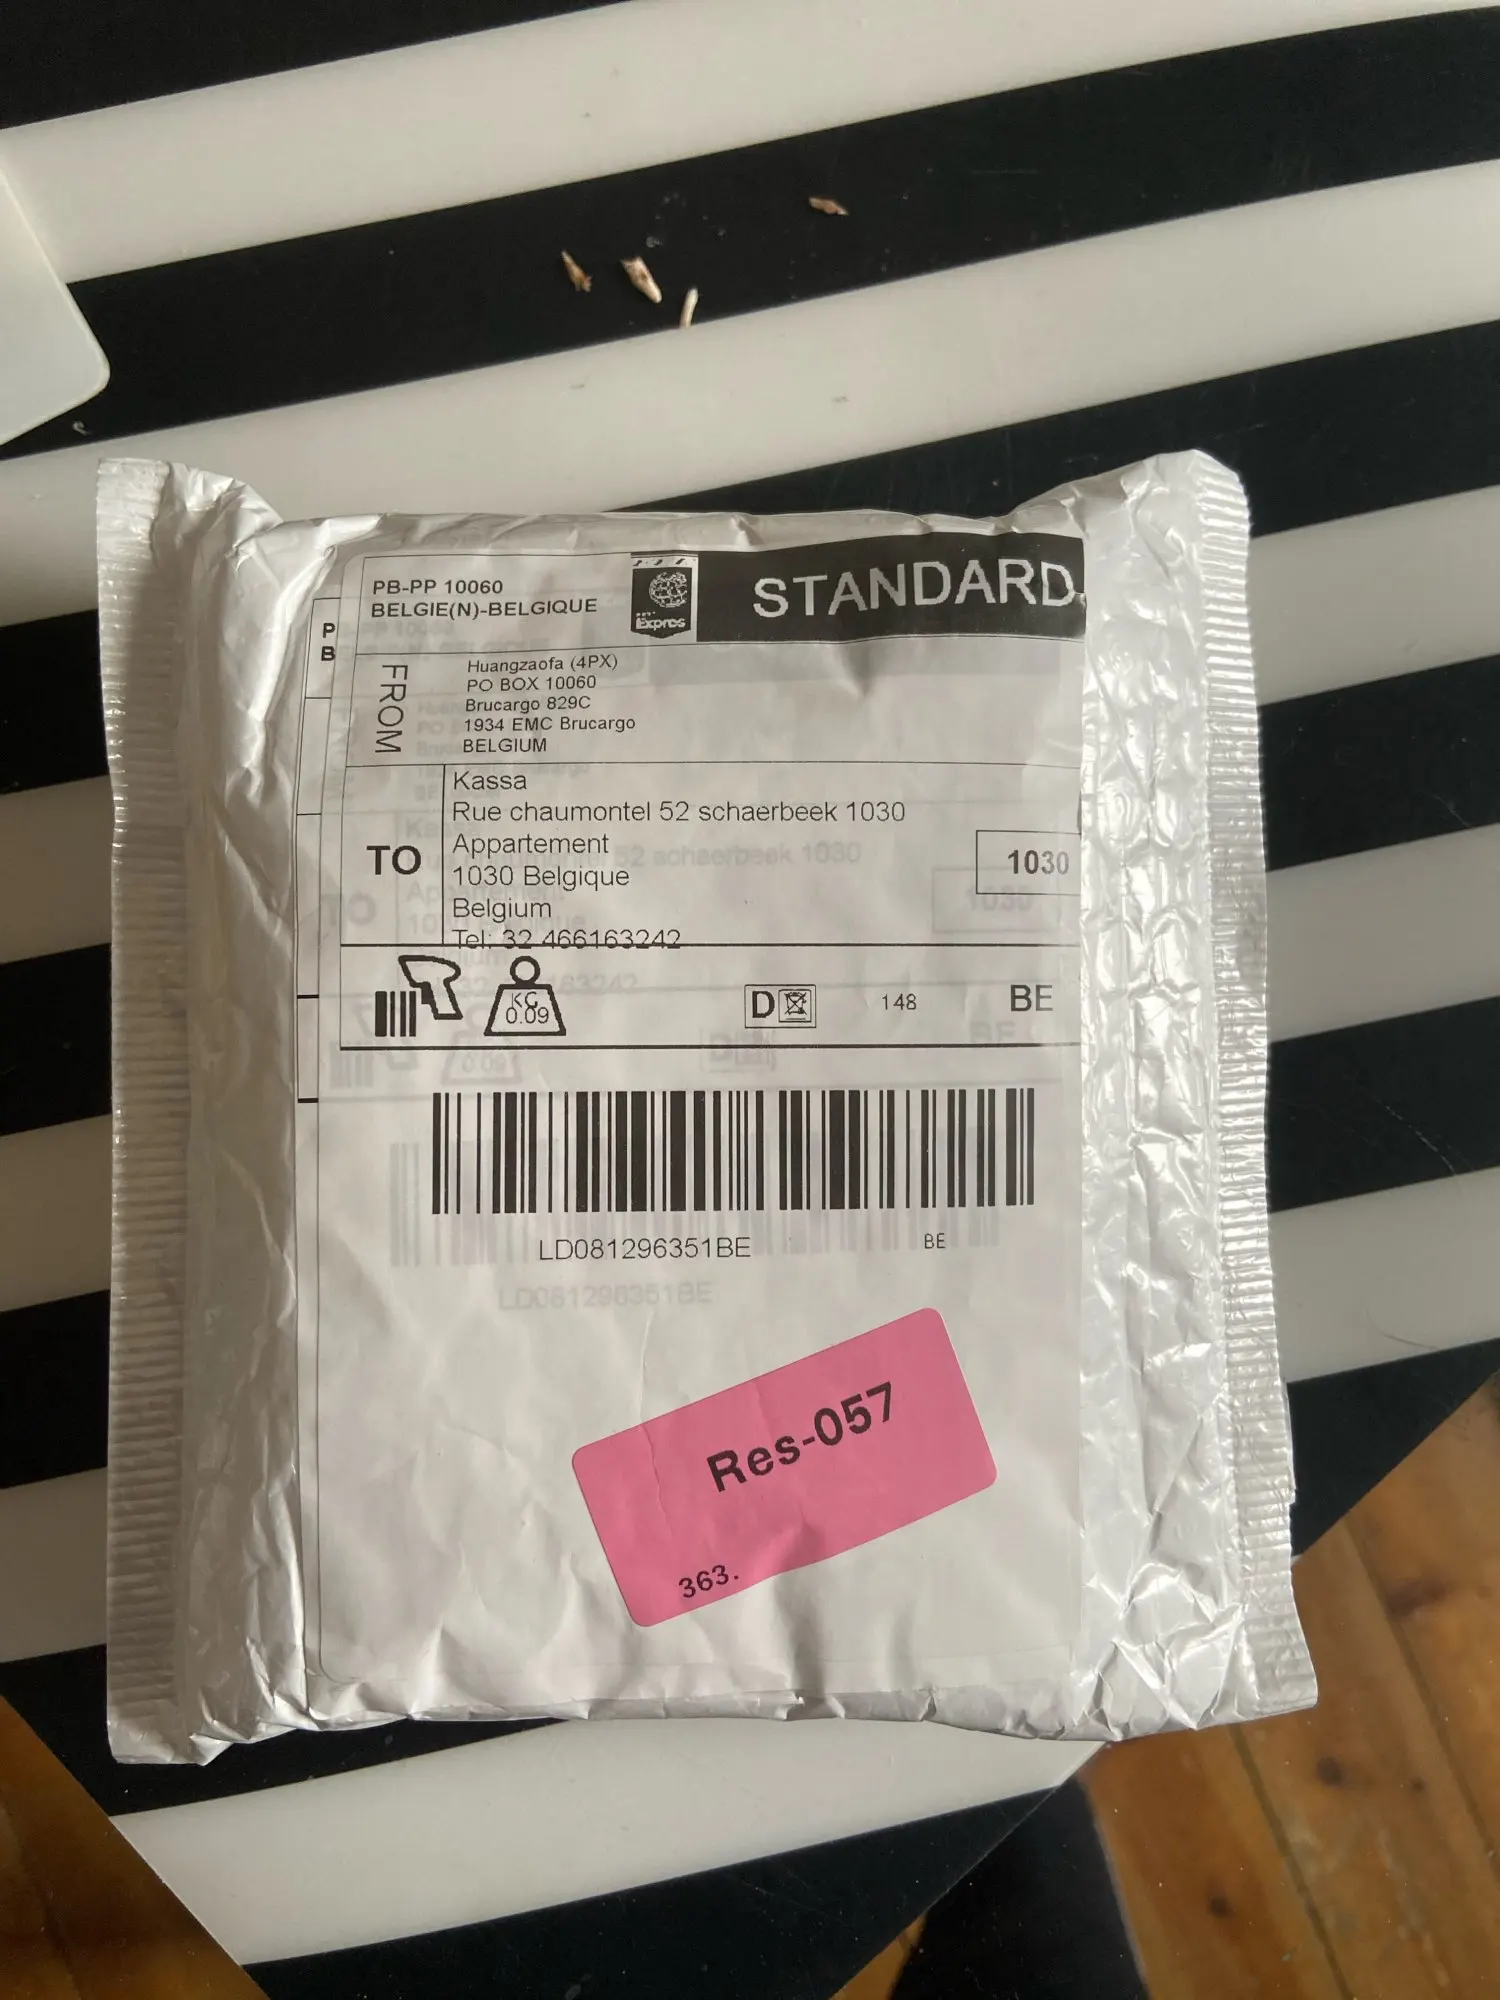 PB-PP 10060
BELGIE(N)-BELGIQUE
Expres
STANDARD
P
B
FROM
Huangzaofa (4PX)
PO BOX 10060
Brucargo 829C
1934 EMC Brucargo
BELGIUM
TO
Kassa
Rue chaumontel 52 schaerbeek 1030
Appartement
1030 Belgique
Belgium
Tel: 32 466163242
1030
KG
0.09
D
148
BE
LD081296351BE
BE
Res-057
363.